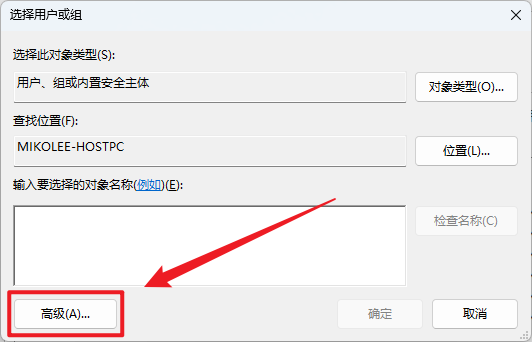 选择用户或组
选择此对象类型(S):
用户、组或内置安全主体
对象类型(O)...
查找位置(F):
MIKOLEE-HOSTPC
位置(L)...
输入要选择的对象名称(例如)(E):
检查名称(C)
高级(A)...
确定
取消